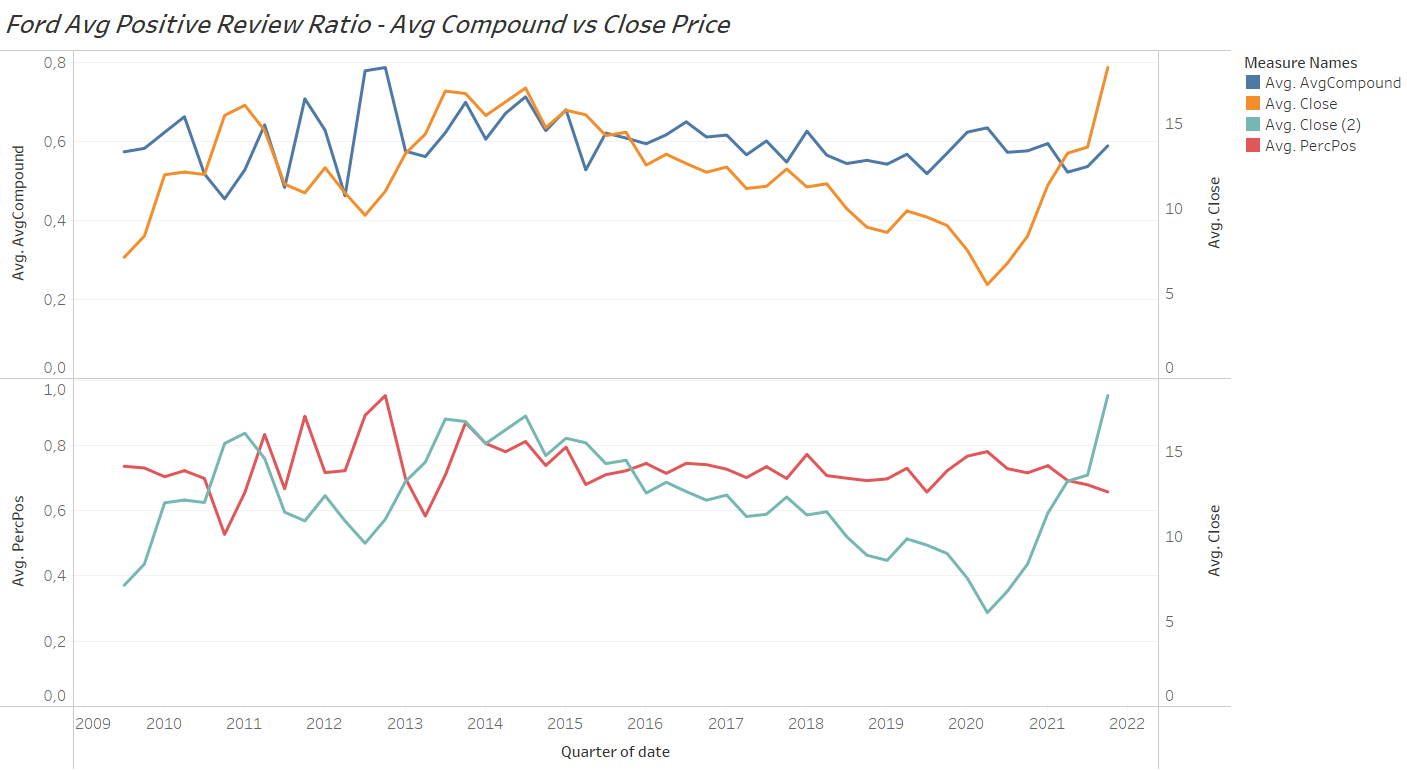 Ford Avg Positive Review Ratio - Avg Compound vs Close Price
Measure Names
Avg. AvgCompound
Avg. Close
Avg. Close (2)
Avg. PercPos
Avg. AvgCompound
0,8
0,6
0,4
0,2
0,0
15
10
5
0
Avg. Close
Avg. PercPos
1,0
0,8
0,6
0,4
0,2
0,0
15
10
5
0
Avg. Close
2009 2010 2011 2012 2013 2014 2015 2016 2017 2018 2019 2020 2021 2022
Quarter of date